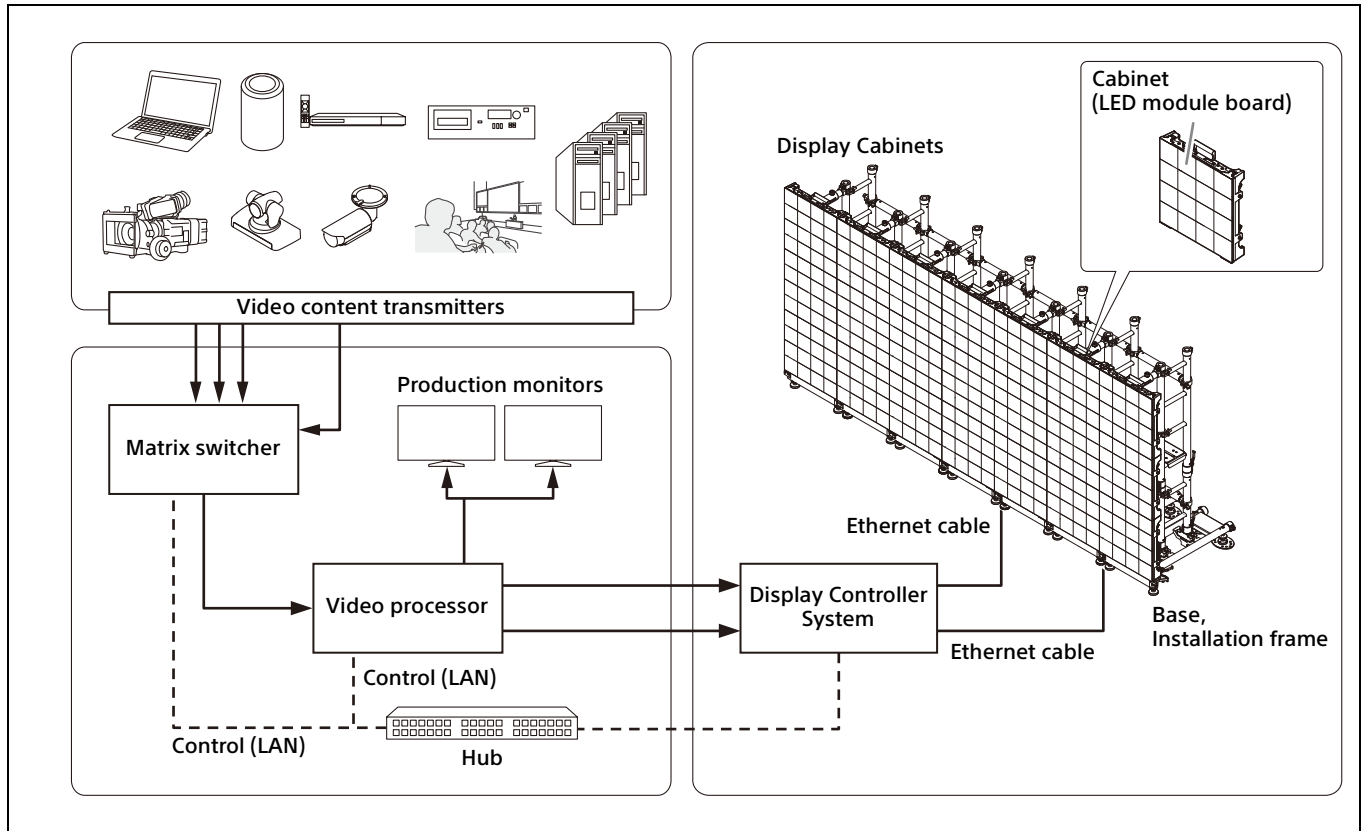 Cabinet
(LED module board)
Display Cabinets
Video content transmitters
Production monitors
Matrix switcher
Ethernet cable
Video processor
Display Controller
System
Base,
Installation frame
Ethernet cable
Control (LAN)
Control (LAN)
Hub